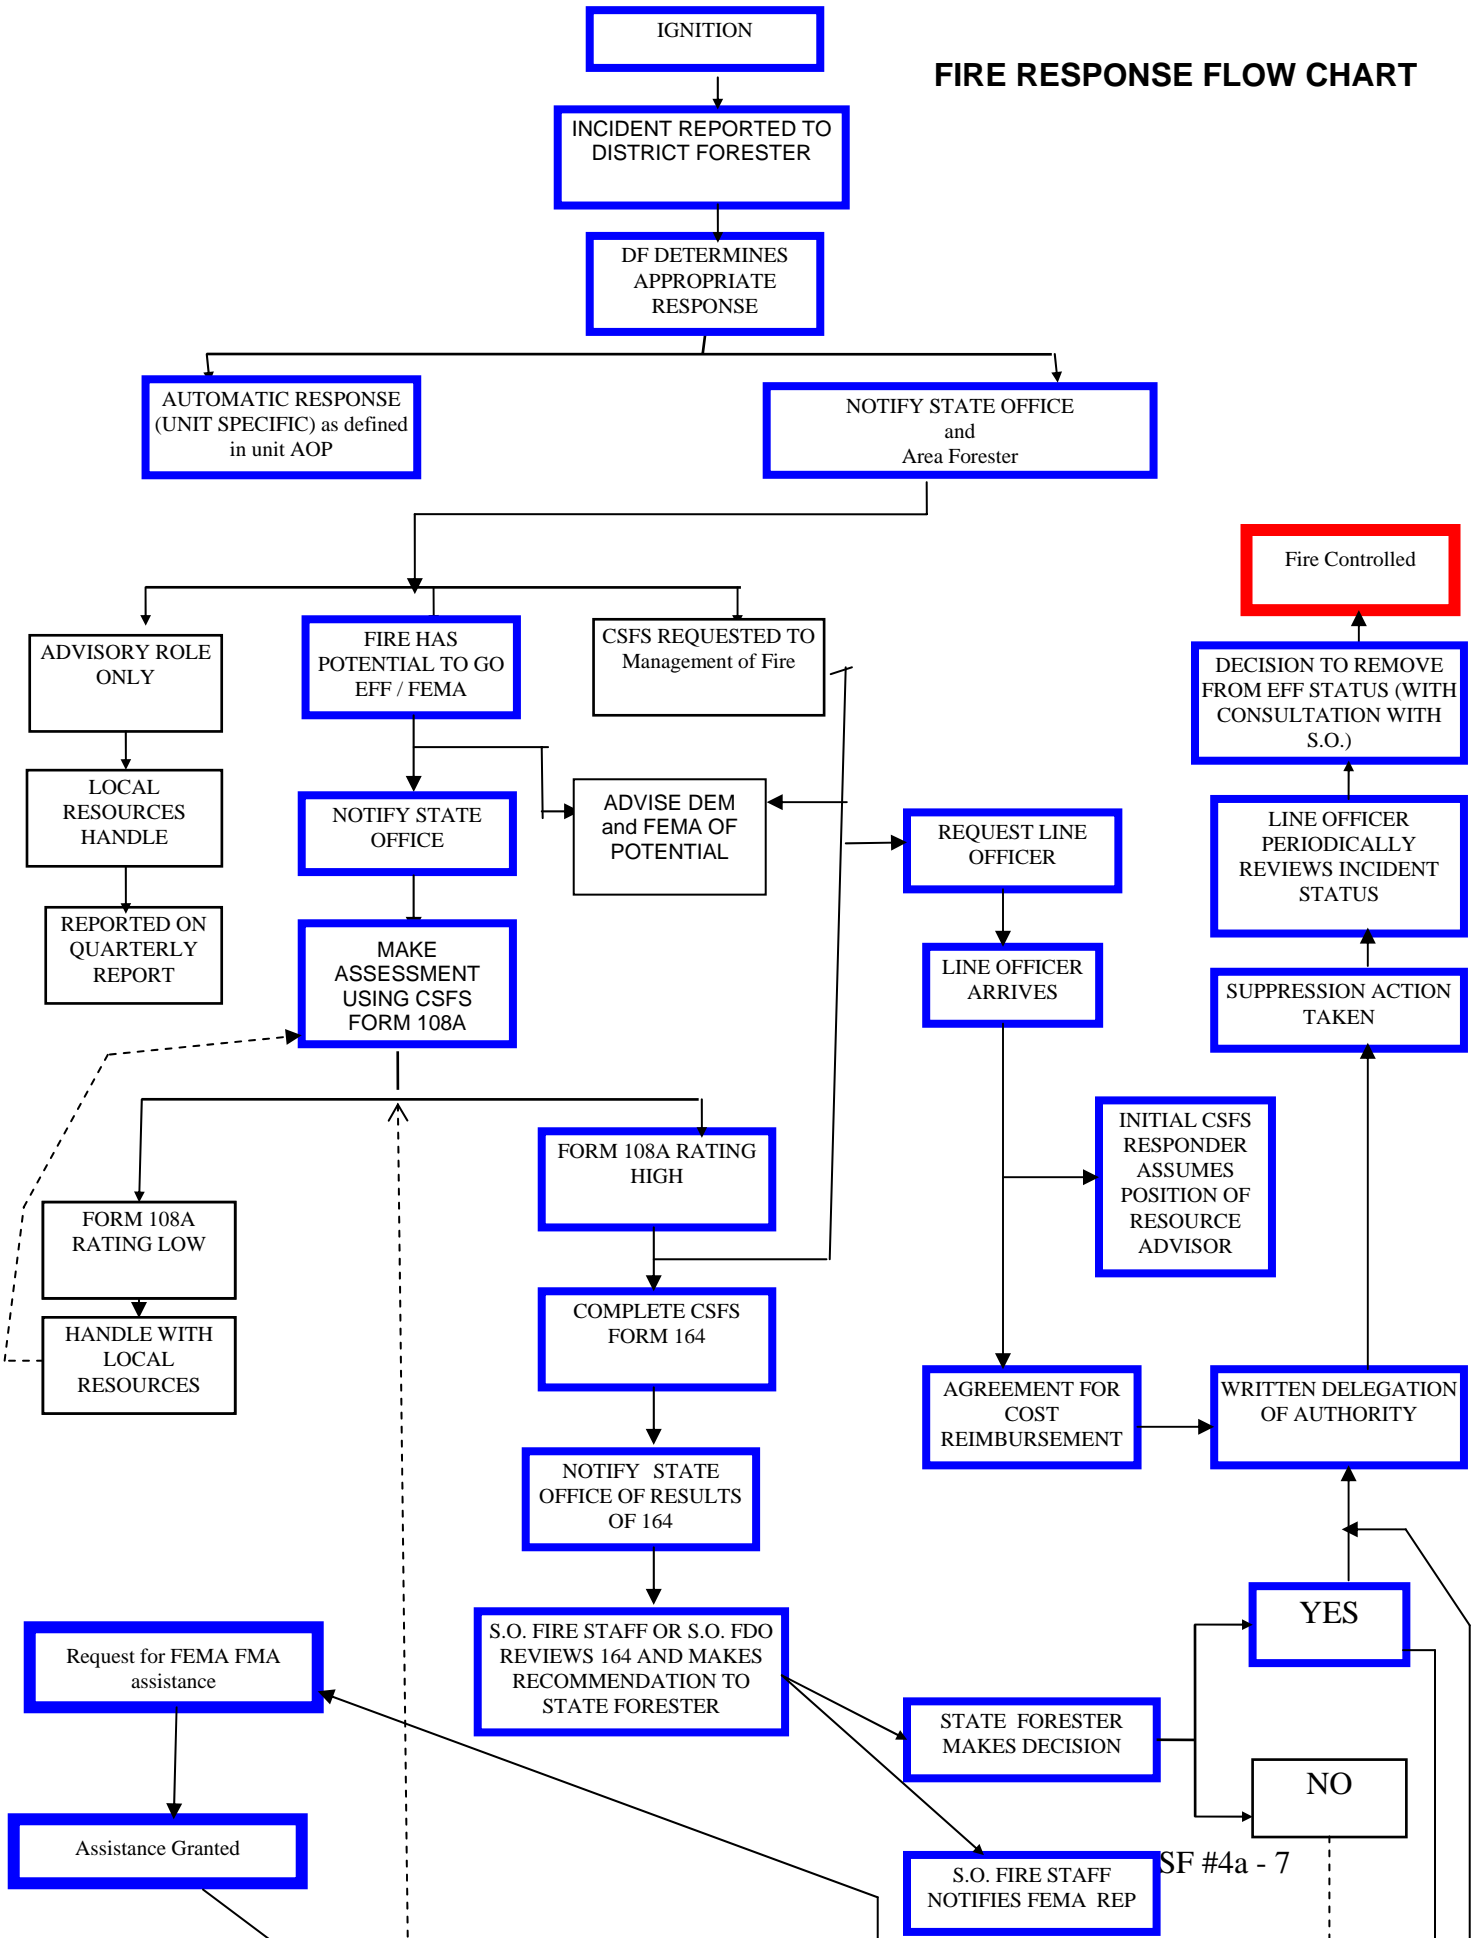 IGNITION
FIRE RESPONSE FLOW CHART
INCIDENT REPORTED TO
DISTRICT FORESTER
DF DETERMINES
APPROPRIATE
RESPONSE
AUTOMATIC RESPONSE
(UNIT SPECIFIC) as defined
in unit AOP
NOTIFY STATE OFFICE
and
Area Forester
Fire Controlled
ADVISORY ROLE
ONLY
FIRE HAS
POTENTIAL TO GO
EFF / FEMA
CSFS REQUESTED TO
Management of Fire
DECISION TO REMOVE
FROM EFF STATUS (WITH
CONSULTATION WITH
S.O.)
LOCAL
RESOURCES
HANDLE
NOTIFY STATE
OFFICE
ADVISE DEM
and FEMA OF
POTENTIAL
REQUEST LINE
OFFICER
LINE OFFICER
PERIODICALLY
REVIEWS INCIDENT
STATUS
REPORTED ON
QUARTERLY
REPORT
MAKE
ASSESSMENT
USING CSFS
FORM 108A
LINE OFFICER
ARRIVES
SUPPRESSION ACTION
TAKEN
FORM 108A RATING
HIGH
INITIAL CSFS
RESPONDER
ASSUMES
POSITION OF
RESOURCE
ADVISOR
FORM 108A
RATING LOW
HANDLE WITH
LOCAL
RESOURCES
COMPLETE CSFS
FORM 164
AGREEMENT FOR
COST
REIMBURSEMENT
WRITTEN DELEGATION
OF AUTHORITY
NOTIFY STATE
OFFICE OF RESULTS
OF 164
S.O. FIRE STAFF OR S.O. FDO
REVIEWS 164 AND MAKES
RECOMMENDATION TO
STATE FORESTER
YES
Request for FEMA FMA
assistance
STATE FORESTER
MAKES DECISION
NO
Assistance Granted
S.O. FIRE STAFF
NOTIFIES FEMA REP
SF #4a - 7